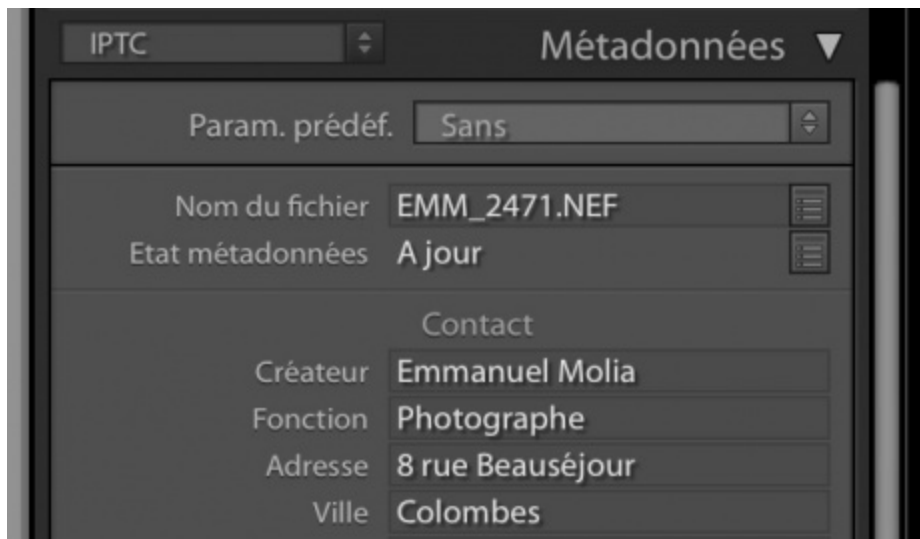 IPTC Métadonnées
Param. prédéf. Sans
Nom du fichier EMM_2471.NEF
Etat métadonnées A jour
Contact
Créateur Emmanuel Molia
Fonction Photographe
Adresse 8 rue Beauséjour
Ville Colombes